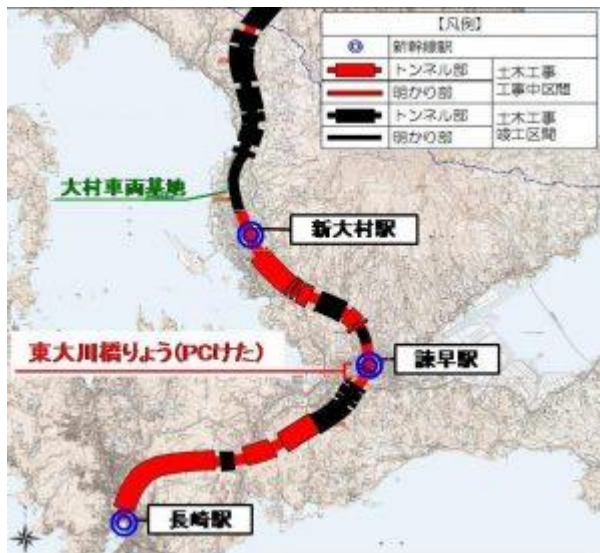 【凡例】
新幹線駅
トンネル部
土木工事
工事中区間
明かり部
トンネル部
土木工事
竣工区間
明かり部
大村車両基地
新大村駅
東大川橋りょう(PCけた)
諫早駅
長崎駅